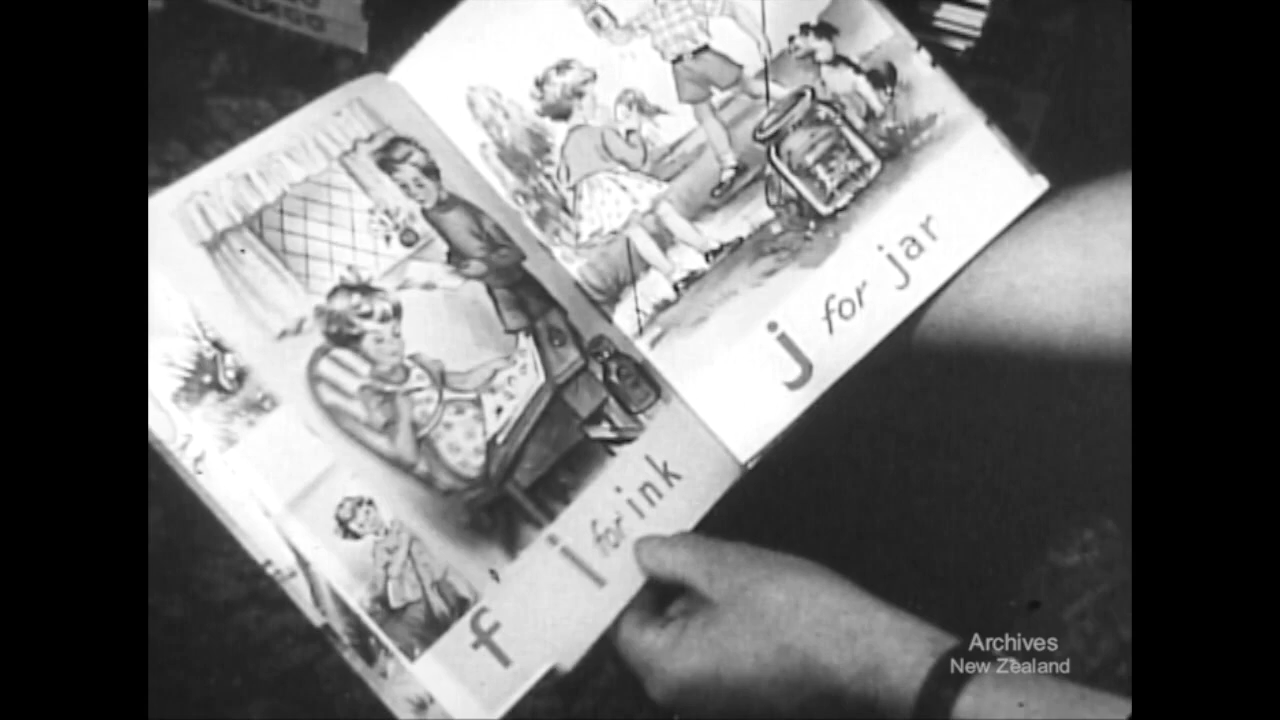 j for jar
i for ink
f
Archives
New Zealand